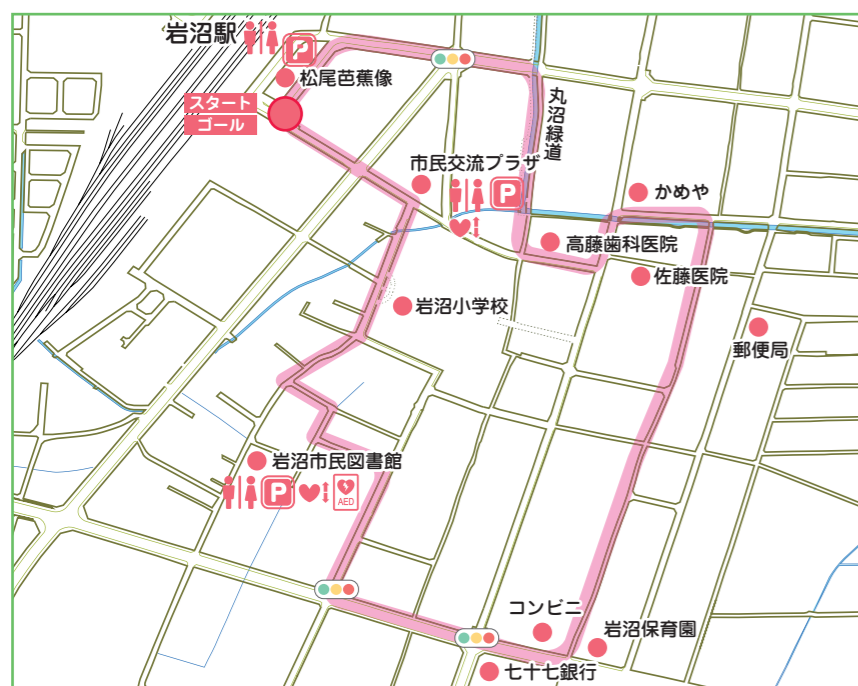 岩沼駅
P
松尾芭蕉像
スタート
ゴール
丸沼緑道
市民交流プラザ
P
かめや
高藤歯科医院
佐藤医院
岩沼小学校
郵便局
岩沼市民図書館
P
AED
コンビニ
岩沼保育園
七十七銀行